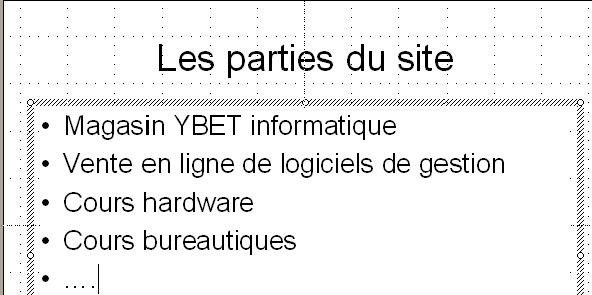 Les parties du site
• Magasin YBET informatique
• Vente en ligne de logiciels de gestion
• Cours hardware
• Cours bureautiques
• ....